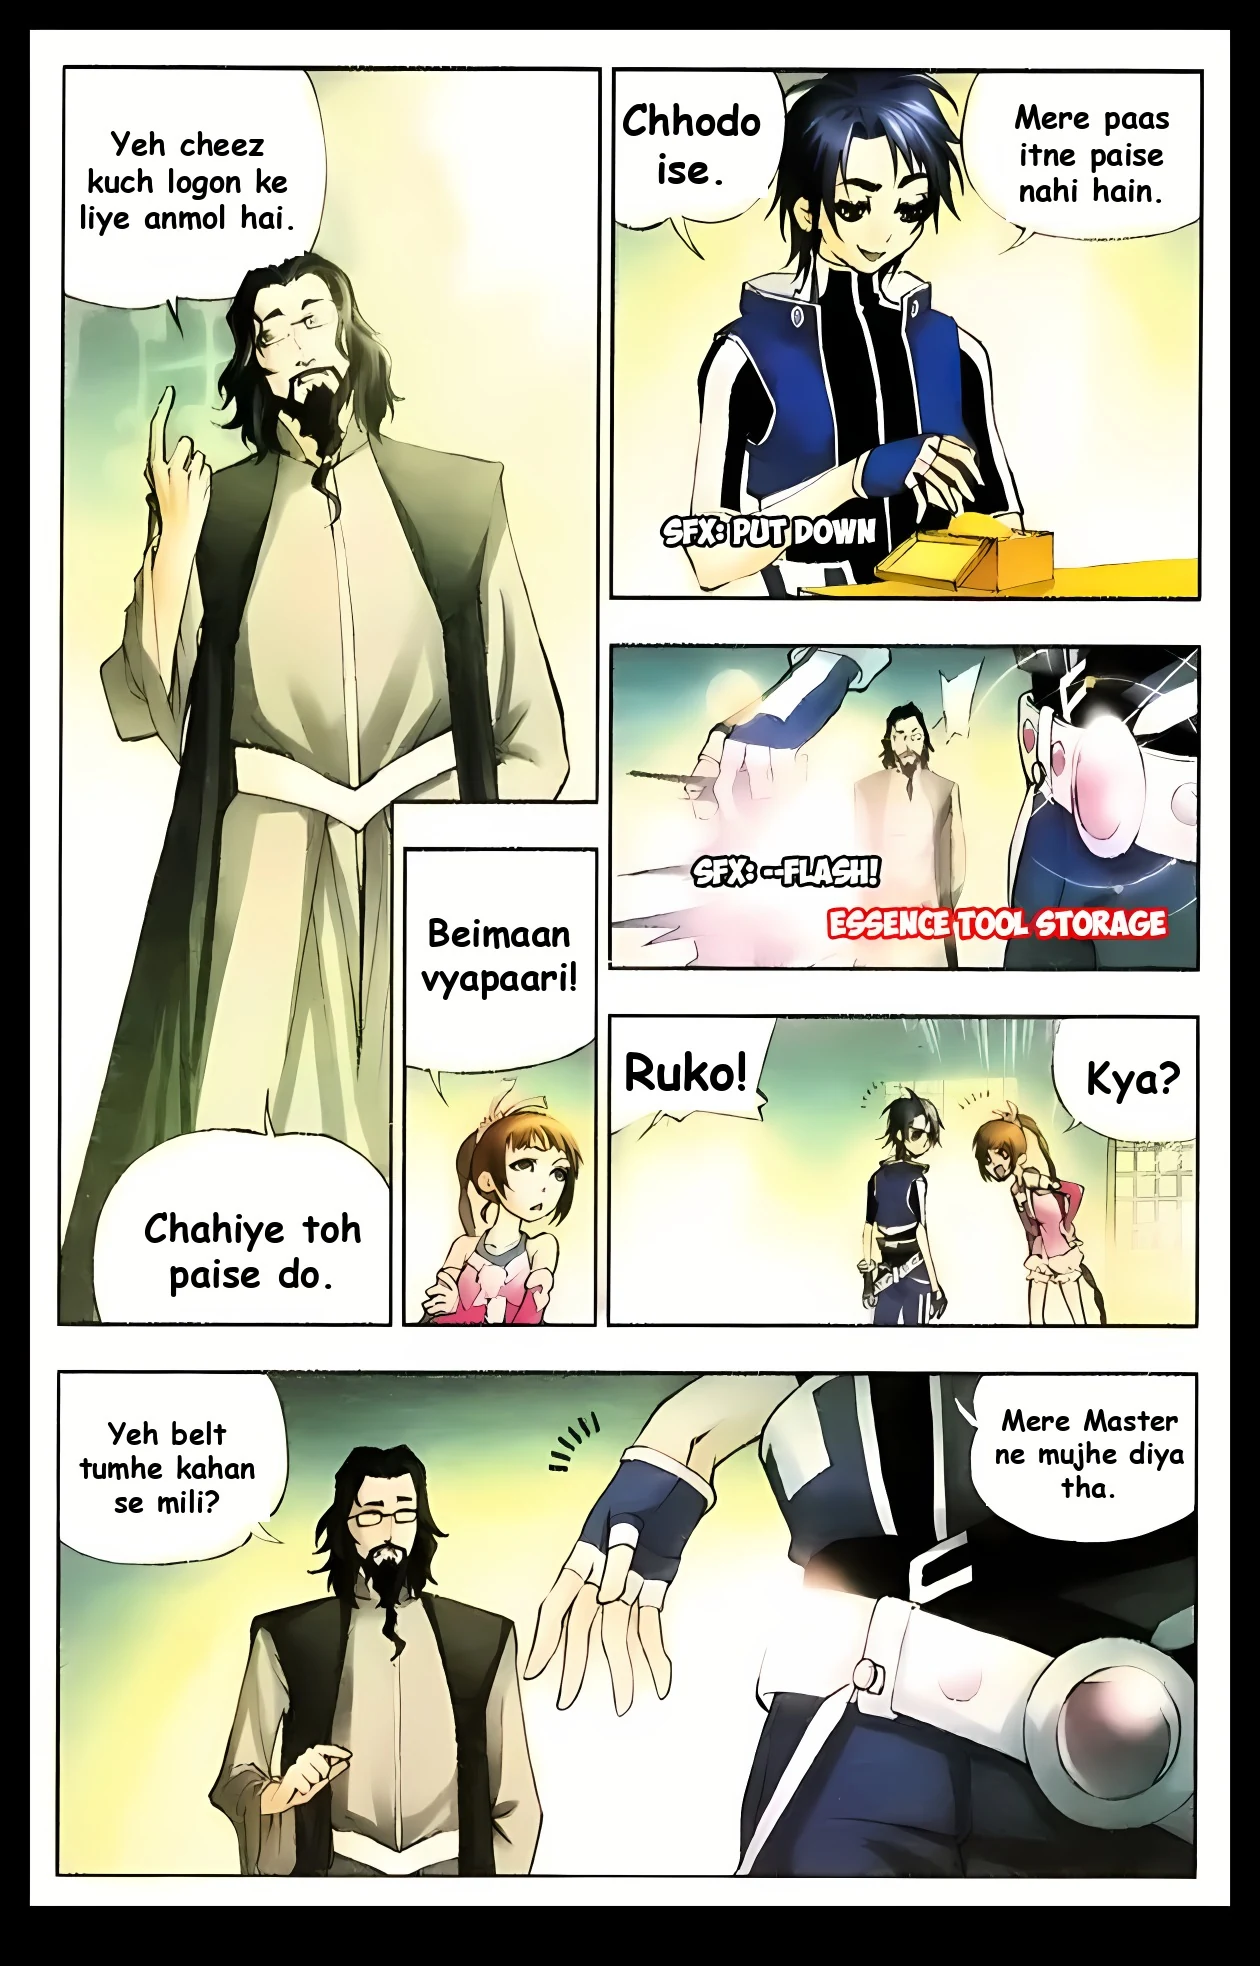 Yeh cheez
kuch logon ke
liye anmol hai.
Chahiye toh
paise do.
Beimaan
vyapaari!
Chhodo
ise.
Mere paas
itne paise
nahi hain.
SFX: PUT DOWN
SFX: --FLASH!
ESSENCE TOOL STORAGE
Ruko!
Kya?
Yeh belt
tumhe kahan
se mili?
Mere Master
ne mujhe diya
tha.